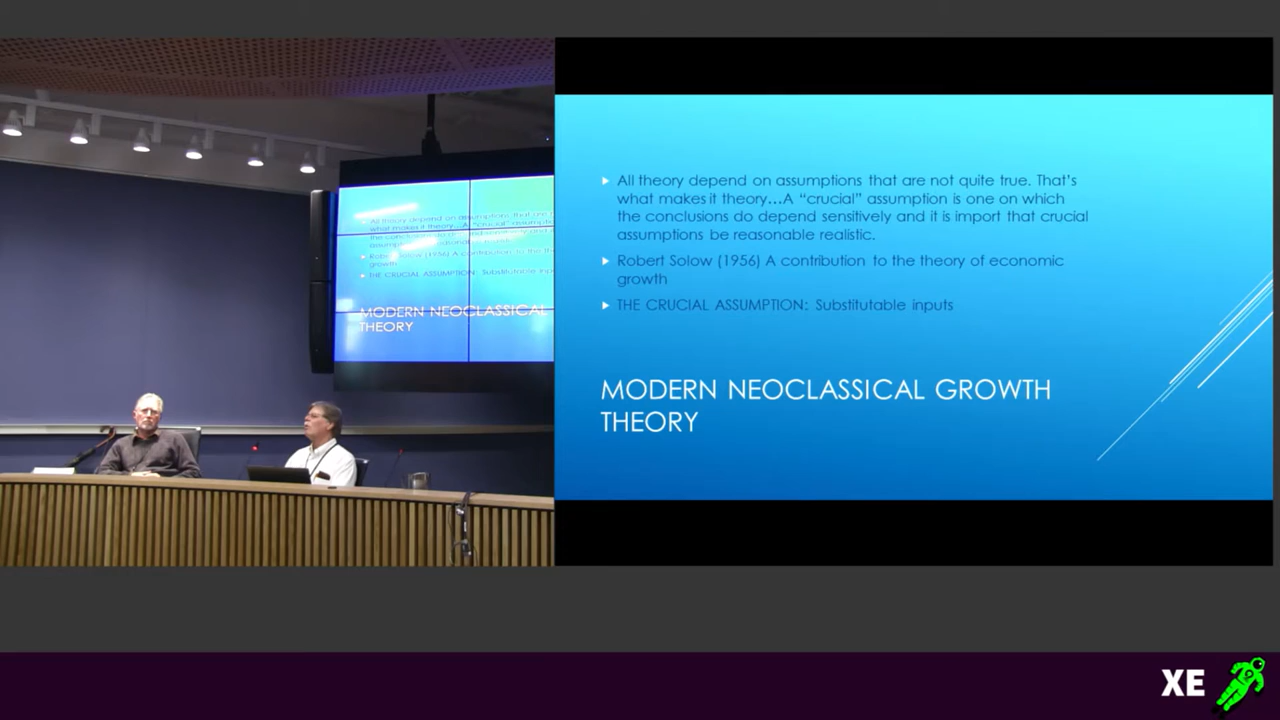 All theory depend on assumptions that are not quite true. That's
what makes it theory...A “crucial” assumption is one on which
the conclusions do depend sensitively and it is import that crucial
assumptions be reasonable realistic.
Robert Solow (1956) A contribution to the theory of economic
growth
THE CRUCIAL ASSUMPTION: Substitutable inputs
MODERN NEOCLASSICAL GROWTH
THEORY
MODERN NEOCLASSICAL
THEORY
XE